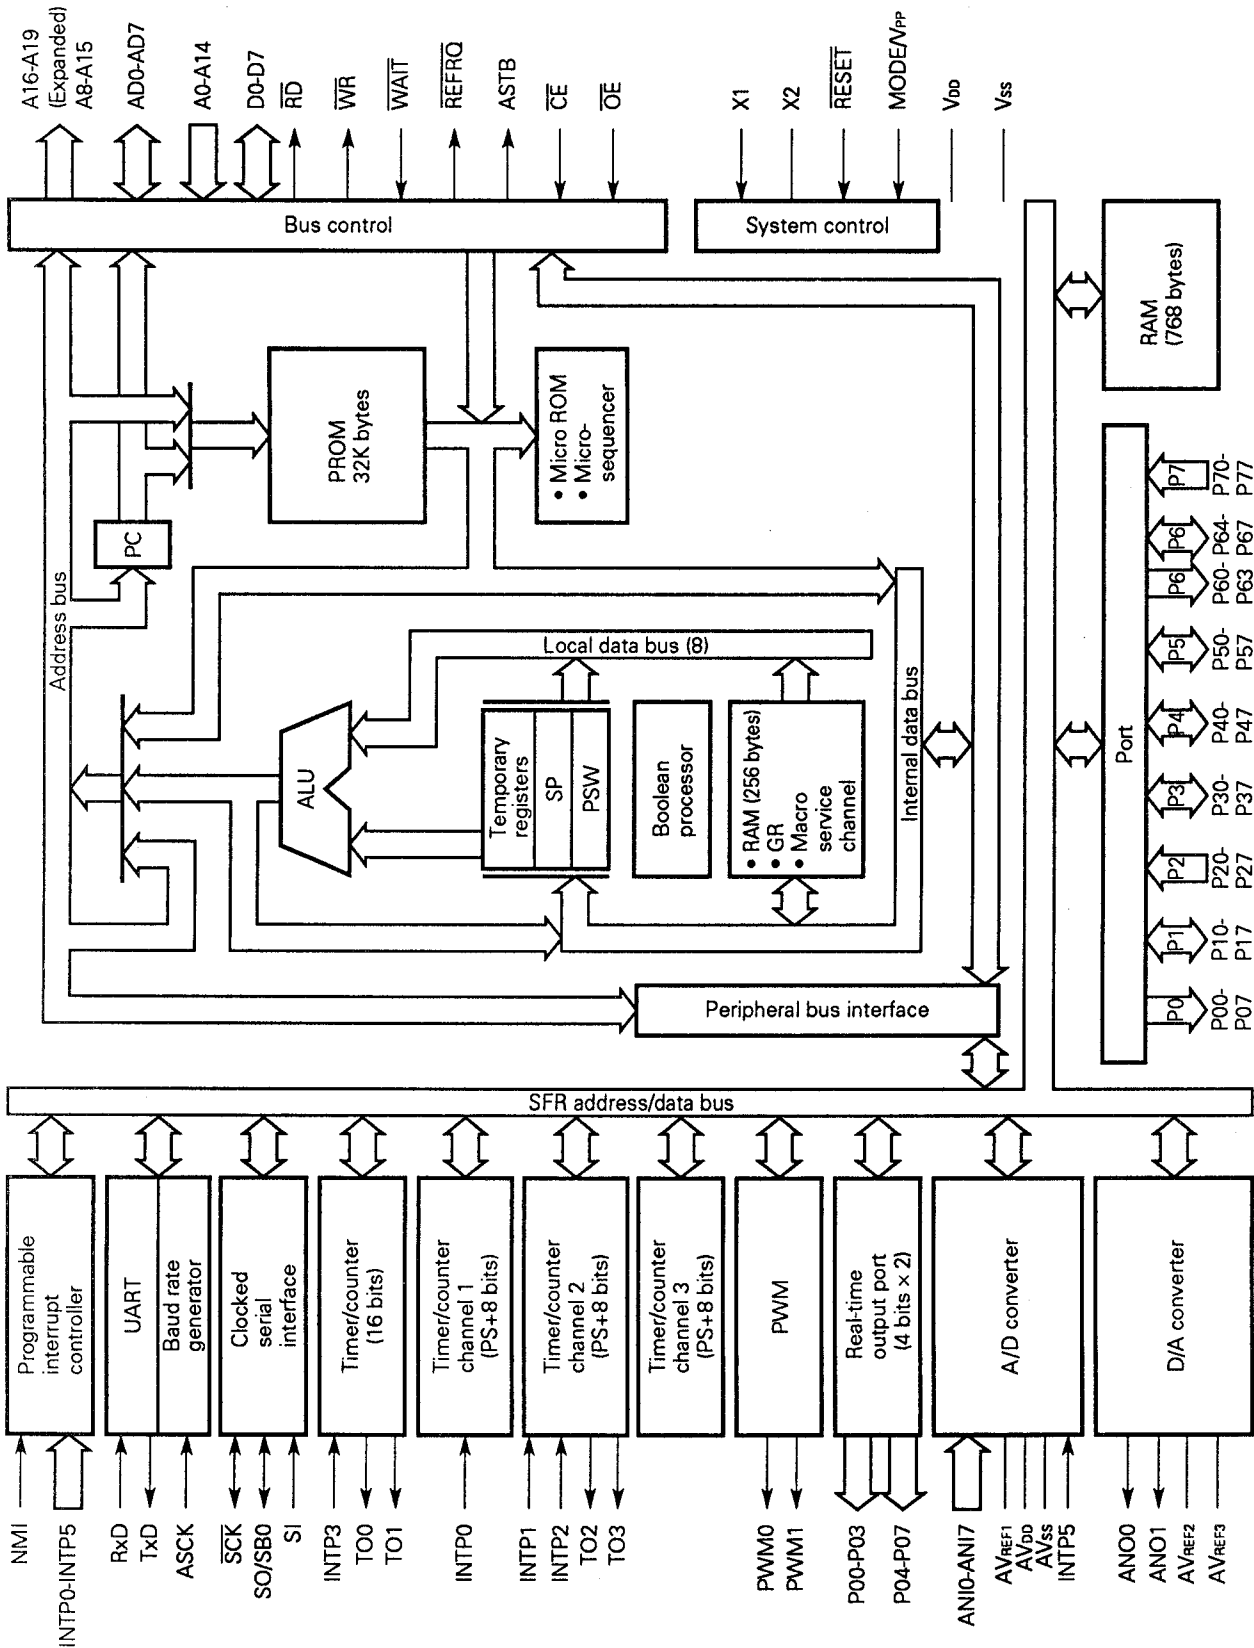 NMI
INTP0-INTP5
Programmable
interrupt
controller
RxD
TxD
ASCK
UART
Baud rate
generator
SCK
SO/SB0
SI
Clocked
serial
interface
INTP3
TO0
TO1
Timer/counter
(16 bits)
INTP0
Timer/counter
channel 1
(PS+8 bits)
INTP1
INTP2
TO2
TO3
Timer/counter
channel 2
(PS+8 bits)
Timer/counter
channel 3
(PS+8 bits)
PWM0
PWM1
PWM
P00-P03
P04-P07
Real-time
output port
(4 bits × 2)
ANI0-ANI7
AVREF1
AVDD
AVSS
INTP5
A/D converter
ANO0
ANO1
AVREF2
AVREF3
D/A converter
SFR address/data bus
Address bus
Peripheral bus interface
ALU
Temporary
registers
SP
PSW
Boolean
processor
• RAM (256 bytes)
• GR
• Macro
service
channel
Local data bus (8)
Internal data bus
PC
PROM
32K bytes
• Micro ROM
• Micro-
sequencer
Bus control
A16-A19
(Expanded)
A8-A15
AD0-AD7
A0-A14
D0-D7
RD
WR
WAIT
REFRQ
ASTB
CE
OE
System control
X1
X2
RESET
MODE/VPP
VDD
VSS
Port
P0
P1
P2
P3
P4
P5
P6
P6
P7
P00-
P07
P10-
P17
P20-
P27
P30-
P37
P40-
P47
P50-
P57
P60-
P63
P64-
P67
P70-
P77
RAM
(768 bytes)